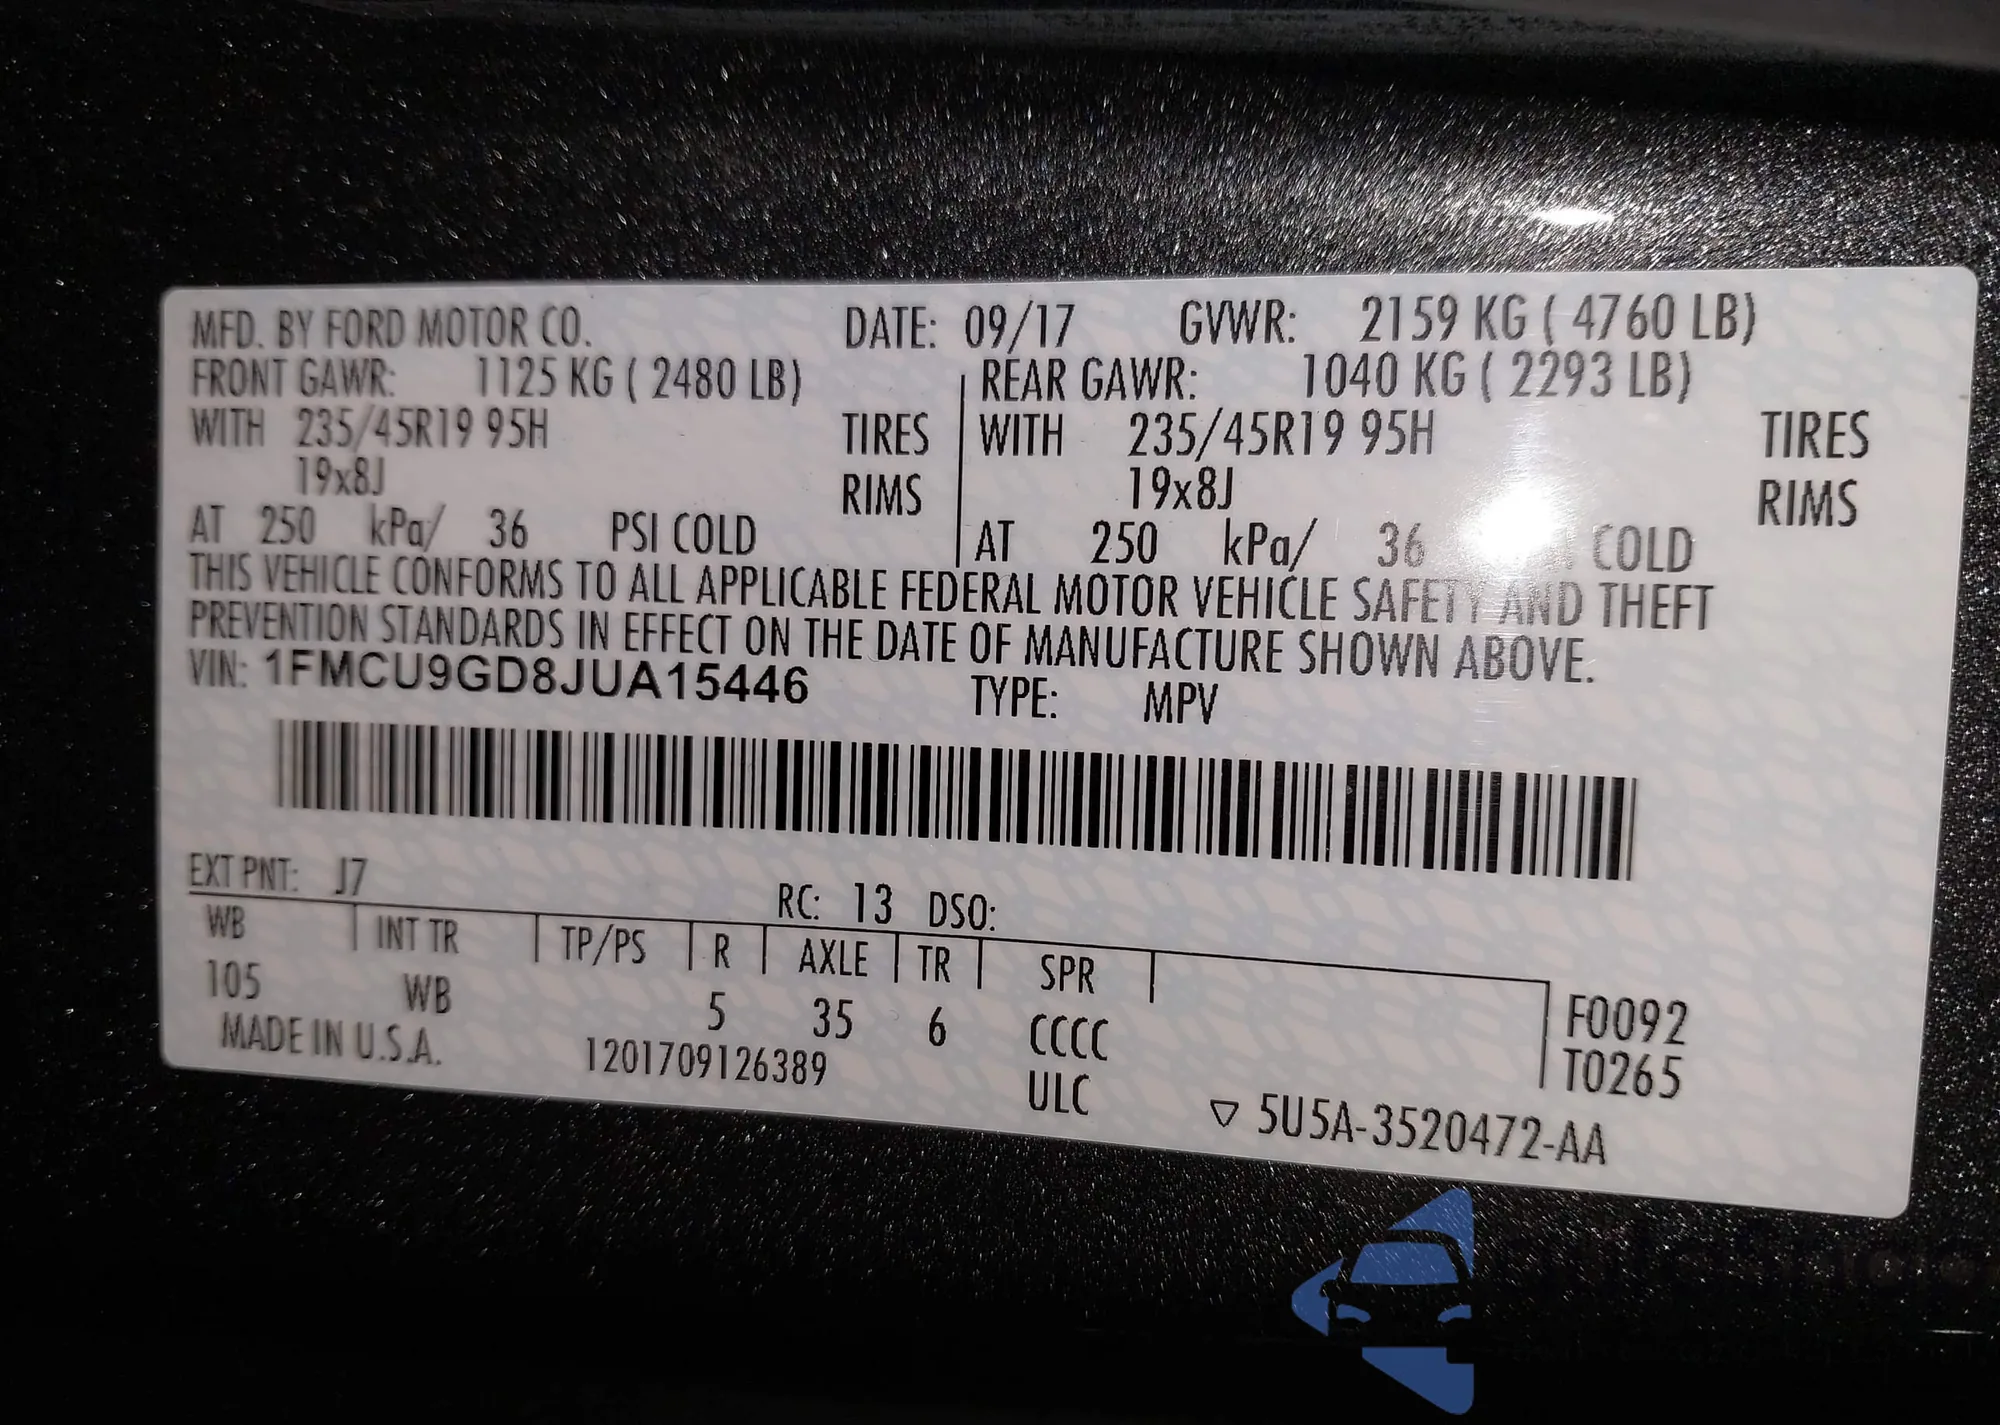 MFD. BY FORD MOTOR CO. DATE: 09/17 GVWR: 2159 KG ( 4760 LB)
FRONT GAWR: 1125 KG ( 2480 LB) REAR GAWR: 1040 KG ( 2293 LB)
WITH 235/45R19 95H TIRES WITH 235/45R19 95H TIRES
19x8J RIMS 19x8J RIMS
AT 250 kPa/ 36 PSI COLD AT 250 kPa/ 36 COLD
THIS VEHICLE CONFORMS TO ALL APPLICABLE FEDERAL MOTOR VEHICLE SAFETY AND THEFT
PREVENTION STANDARDS IN EFFECT ON THE DATE OF MANUFACTURE SHOWN ABOVE.
VIN: 1FMCU9GD8JUA15446 TYPE: MPV
EXT PNT: J7 RC: 13 DSO:
WB INT TR TP/PS R AXLE TR SPR
105 WB 5 35 6 CCCC F0092
MADE IN U.S.A. 1201709126389 ULC T0265
▽ 5U5A-3520472-AA